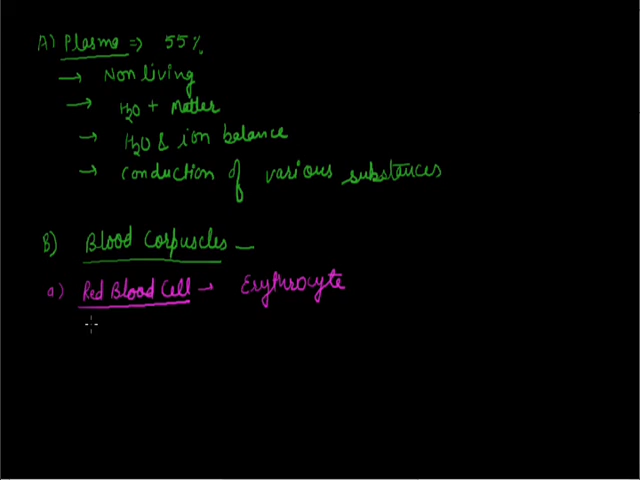 A) Plasma => 55%
→ Non living
→ H2O + Matter
→ H2O & ion balance
→ Conduction of various substances
B) Blood Corpuscles —
a) Red Blood Cell → Erythrocyte